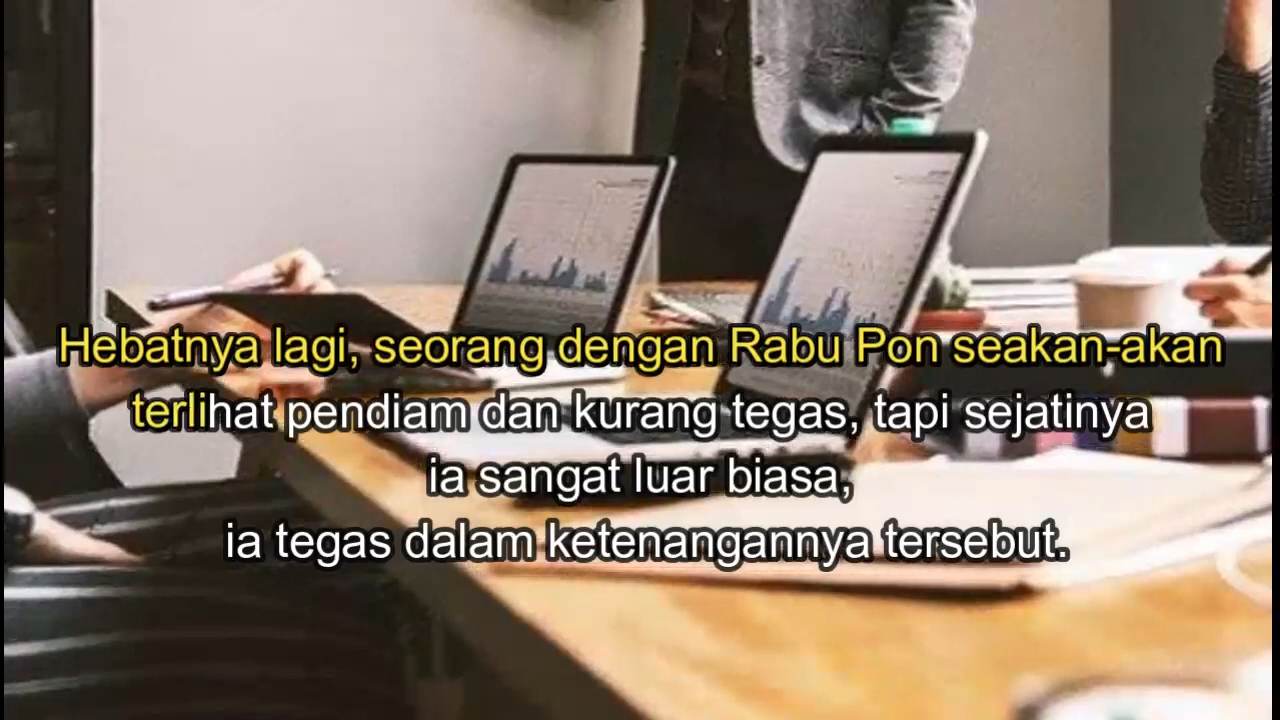 Hebatnya lagi, seorang dengan Rabu Pon seakan-akan
terlihat pendiam dan kurang tegas, tapi sejatinya
ia sangat luar biasa,
ia tegas dalam ketenangannya tersebut.